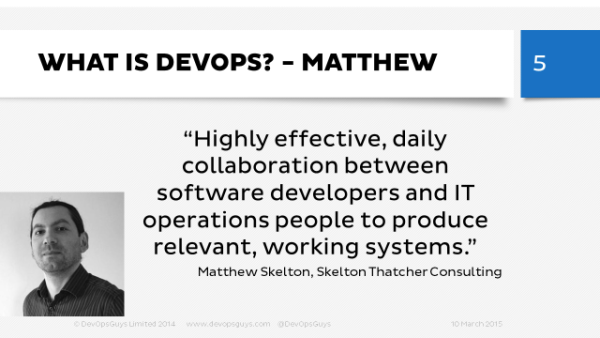 WHAT IS DEVOPS? – MATTHEW
5
“Highly effective, daily
collaboration between
software developers and IT
operations people to produce
relevant, working systems.”
Matthew Skelton, Skelton Thatcher Consulting
© DevOpsGuys Limited 2014 www.devopsguys.com @DevOpsGuys 10 March 2015